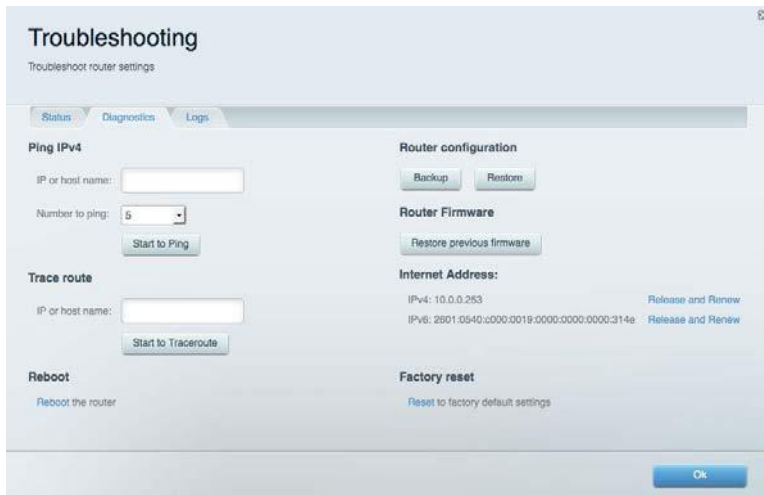 Troubleshooting
Troubleshoot router settings
Status Diagnostics Logs
Ping IPv4
IP or host name:
Number to ping: 5
Start to Ping
Trace route
IP or host name:
Start to Traceroute
Reboot
Reboot the router
Router configuration
Backup Restore
Router Firmware
Restore previous firmware
Internet Address:
IPv4: 10.0.0.253 Release and Renew
IPv6: 2601:0540:c000:0019:0000:0000:0000:314e Release and Renew
Factory reset
Reset to factory default settings
Ok